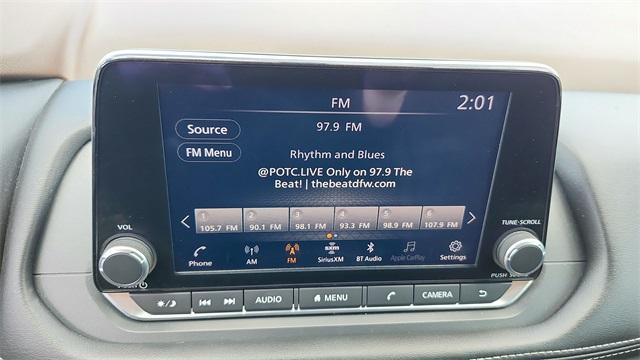 FM
2:01
Source
97.9 FM
FM Menu
Rhythm and Blues
@POTC.LIVE Only on 97.9 The
Beat! | thebeatdfw.com
1 2 3 4 5 6
105.7 FM 90.1 FM 98.1 FM 93.3 FM 98.9 FM 107.9 FM
VOL
TUNE·SCROLL
Phone AM FM SiriusXM BT Audio Apple CarPlay Settings
sxm
PUSH
AUDIO MENU CAMERA